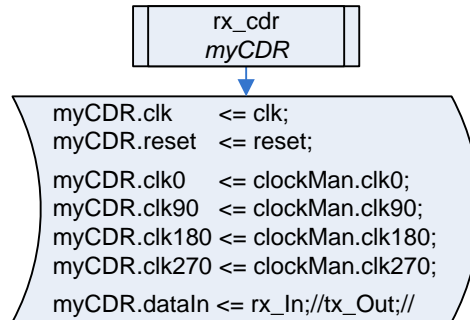 rx_cdr
myCDR
myCDR.clk <= clk;
myCDR.reset <= reset;
myCDR.clk0 <= clockMan.clk0;
myCDR.clk90 <= clockMan.clk90;
myCDR.clk180 <= clockMan.clk180;
myCDR.clk270 <= clockMan.clk270;
myCDR.dataIn <= rx_In;//tx_Out;//